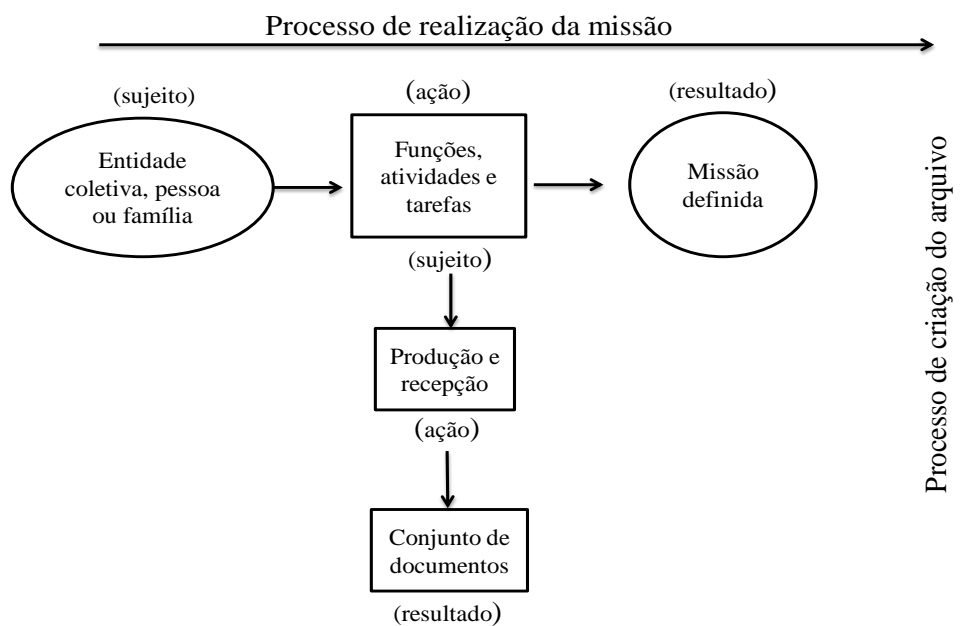 Processo de realização da missão
(sujeito)
(ação)
(resultado)
Entidade
coletiva, pessoa
ou família
Funções,
atividades e
tarefas
Missão
definida
(sujeito)
Produção e
recepção
(ação)
Conjunto de
documentos
(resultado)
Processo de criação do arquivo